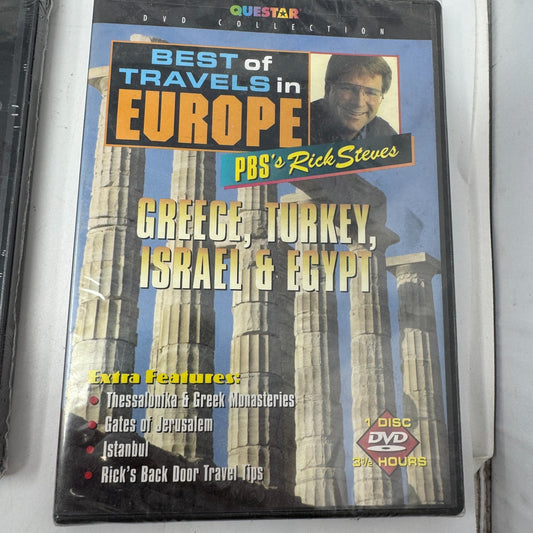 QUESTAR
DVD COLLECTION
BEST of
TRAVELS in
EUROPE
PBS's Rick Steves
GREECE, TURKEY,
ISRAEL & EGYPT
Extra Features:
• Thessalonika & Greek Monasteries
• Gates of Jerusalem
• Istanbul
• Rick's Back Door Travel Tips
1 DISC
DVD
3½ HOURS